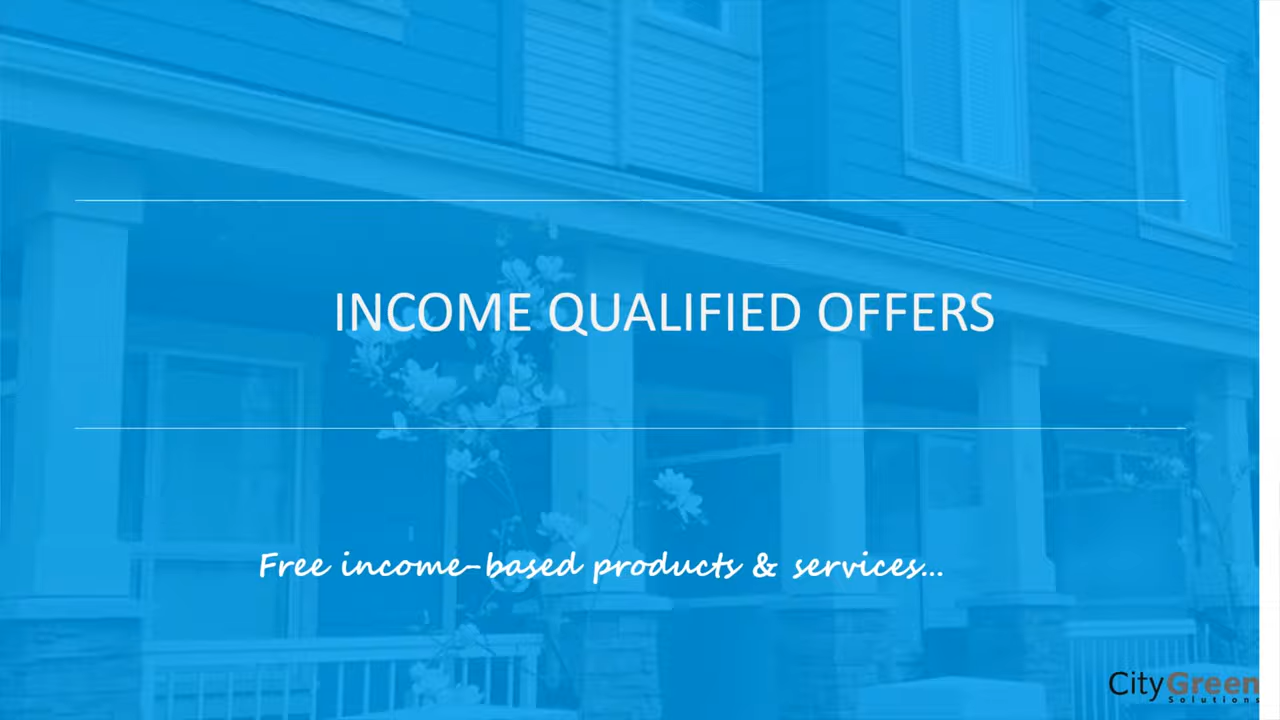 INCOME QUALIFIED OFFERS
Free income-based products & services...
CityGreen
Solutions